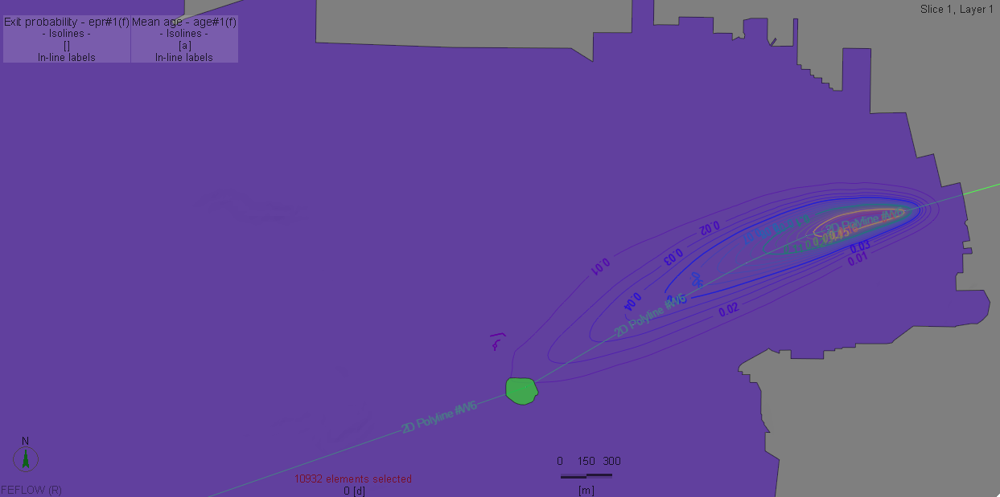 Slice 1, Layer 1
Exit probability - epr#1(f)
- Isolines -
[]
In-line labels
Mean age - age#1(f)
- Isolines -
[a]
In-line labels
0.02
0.01
0.03
0.04
0.03
0.01
0.02
2D Polyline #W6
2D Polyline #W6
N
FEFLOW (R)
10932 elements selected
0 [d]
0 150 300
[m]